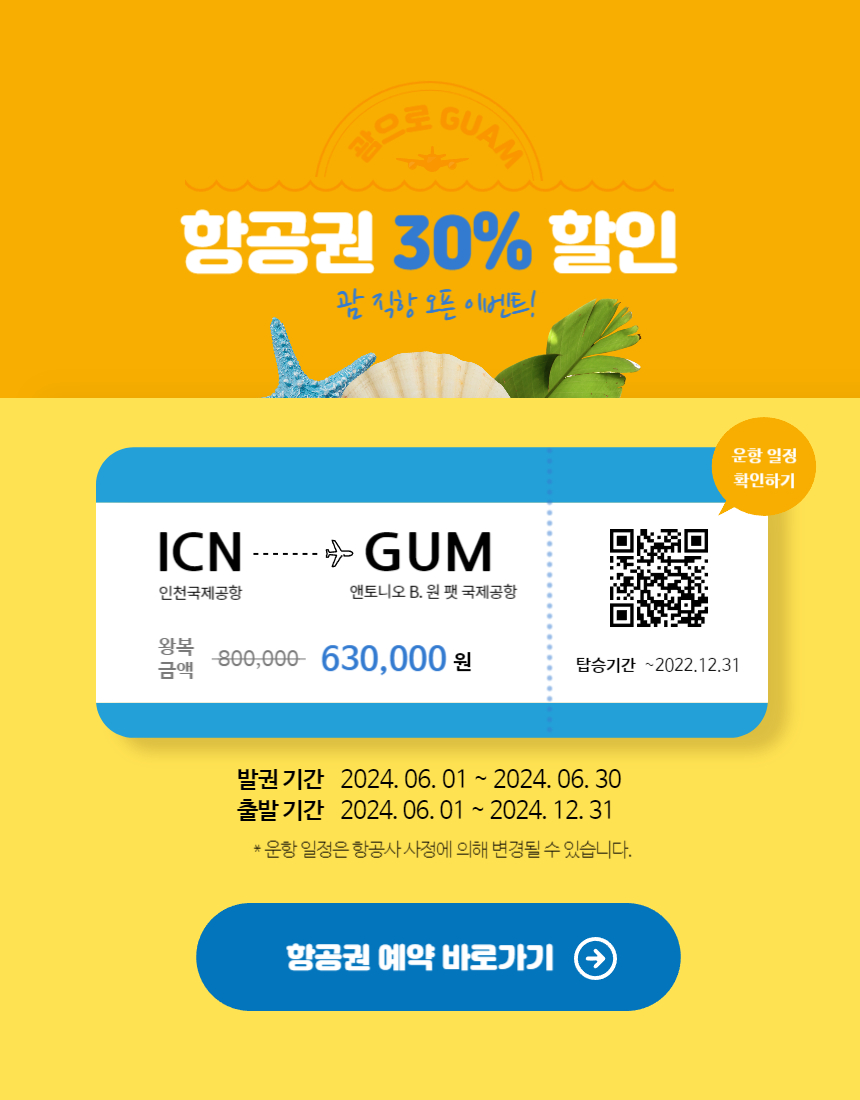 괌으로 GUAM
항공권 30% 할인
괌 직항 오픈 이벤트!
운항 일정
확인하기
ICN GUM
인천국제공항 앤토니오 B. 원 팻 국제공항
왕복
금액 800,000 630,000 원
탑승기간 ~2022.12.31
발권 기간 2024. 06. 01 ~ 2024. 06. 30
출발 기간 2024. 06. 01 ~ 2024. 12. 31
* 운항 일정은 항공사 사정에 의해 변경될 수 있습니다.
항공권 예약 바로가기